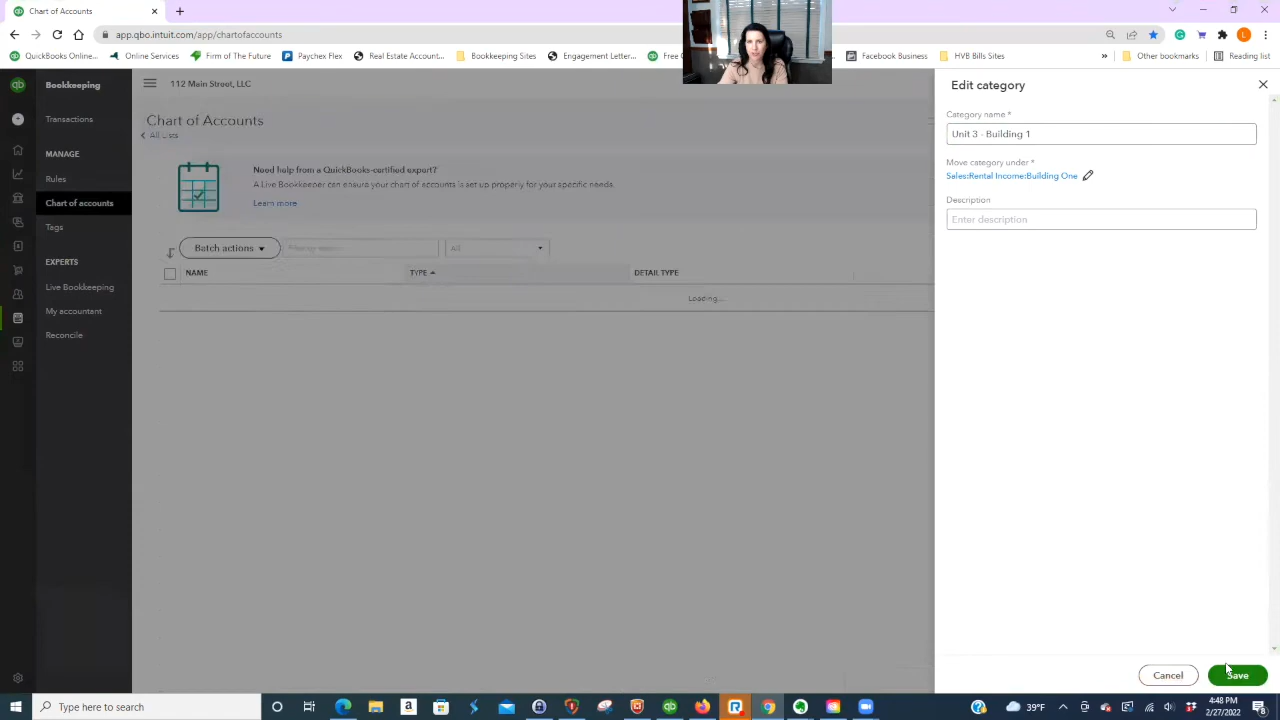 Chart of Accounts
app.qbo.intuit.com/app/chartofaccounts
QuickBooks Online...
QB Online Services
Firm Of The Future
Paychex Flex
Real Estate Account...
Bookkeeping Sites
Engagement Letter...
Free C
Facebook Business
HVB Bill Sites
Other bookmarks
Reading list
Bookkeeping
112 Main Street, LLC
Edit category
Transactions
Chart of Accounts
All Lists
Category name *
Unit 3 - Building 1
MANAGE
Move category under *
Need help from a QuickBooks-certified expert?
Rules
A Live Bookkeeper can ensure your chart of accounts is set up properly for your specific needs.
Sales:Rental Income:Building One
Chart of accounts
Learn more
Description
Enter description
Tags
Batch actions
All
EXPERTS
NAME
TYPE
DETAIL TYPE
Live Bookkeeping
Loading...
My accountant
Reconcile
Cancel
Save
Type here to search
39°F
4:48 PM
2/27/2022